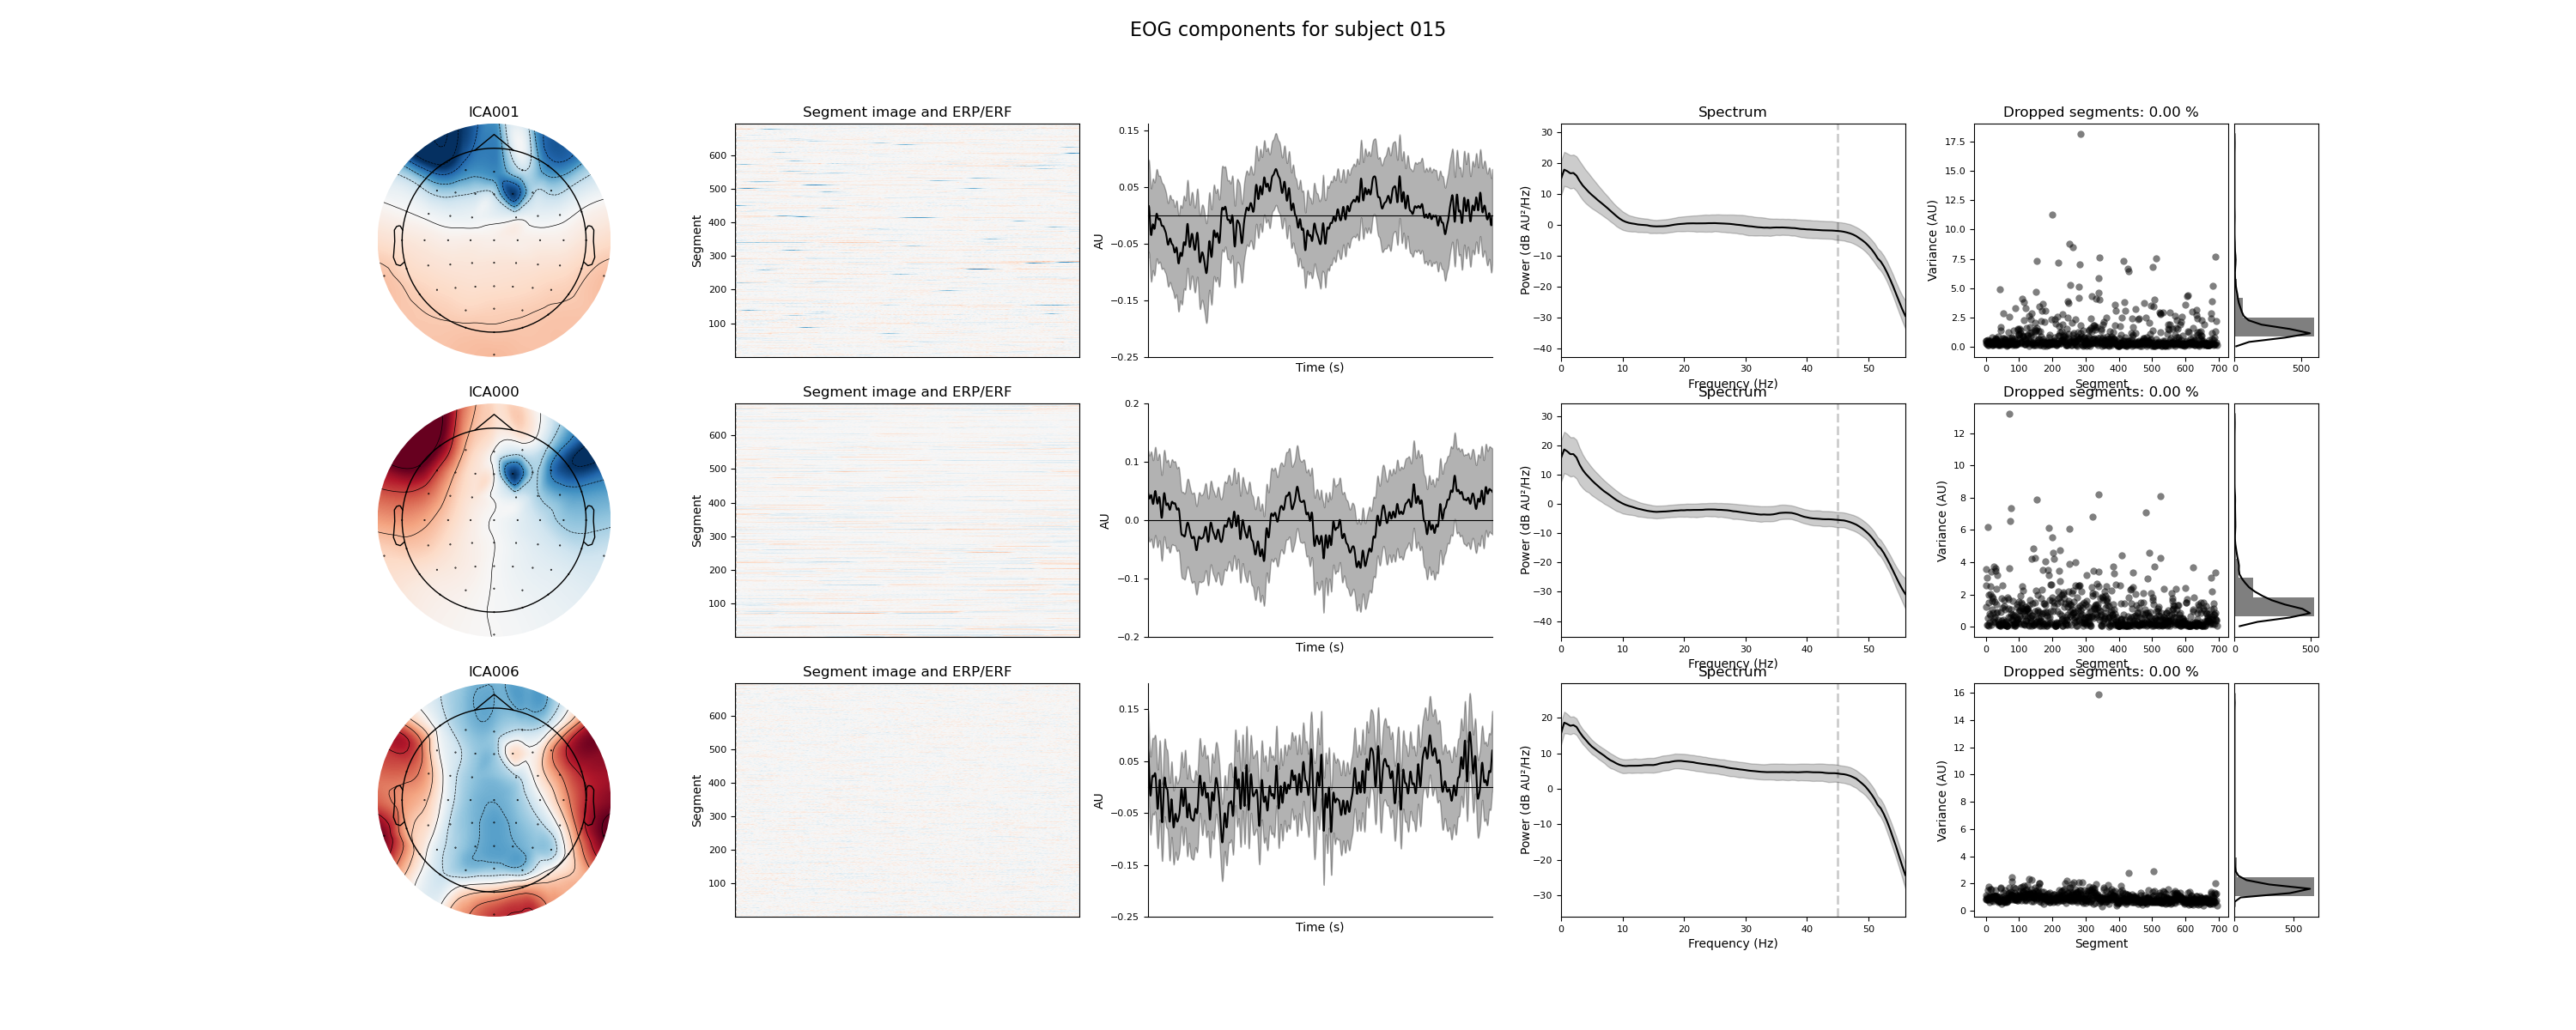 EOG components for subject 015
ICA001
Segment image and ERP/ERF
Spectrum
Dropped segments: 0.00 %
600
500
400
300
200
100
Segment
0.15
0.05
−0.05
−0.15
−0.25
AU
Time (s)
30
20
10
0
−10
−20
−30
−40
Power (dB AU²/Hz)
0 10 20 30 40 50
Frequency (Hz)
17.5
15.0
12.5
10.0
7.5
5.0
2.5
0.0
Variance (AU)
0 100 200 300 400 500 600 700
Segment
0 500
ICA000
Segment image and ERP/ERF
Spectrum
Dropped segments: 0.00 %
600
500
400
300
200
100
Segment
0.2
0.1
0.0
−0.1
−0.2
AU
Time (s)
30
20
10
0
−10
−20
−30
−40
Power (dB AU²/Hz)
0 10 20 30 40 50
Frequency (Hz)
12
10
8
6
4
2
0
Variance (AU)
0 100 200 300 400 500 600 700
Segment
0 500
ICA006
Segment image and ERP/ERF
Spectrum
Dropped segments: 0.00 %
600
500
400
300
200
100
Segment
0.15
0.05
−0.05
−0.15
−0.25
AU
Time (s)
20
10
0
−10
−20
−30
Power (dB AU²/Hz)
0 10 20 30 40 50
Frequency (Hz)
16
14
12
10
8
6
4
2
0
Variance (AU)
0 100 200 300 400 500 600 700
Segment
0 500